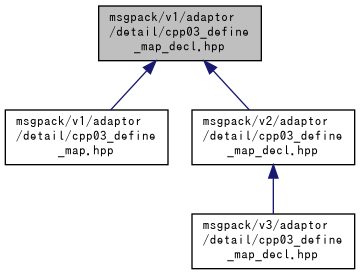 msgpack/v1/adaptor
/detail/cpp03_define
_map_decl.hpp
msgpack/v1/adaptor
/detail/cpp03_define
_map.hpp
msgpack/v2/adaptor
/detail/cpp03_define
_map_decl.hpp
msgpack/v3/adaptor
/detail/cpp03_define
_map_decl.hpp